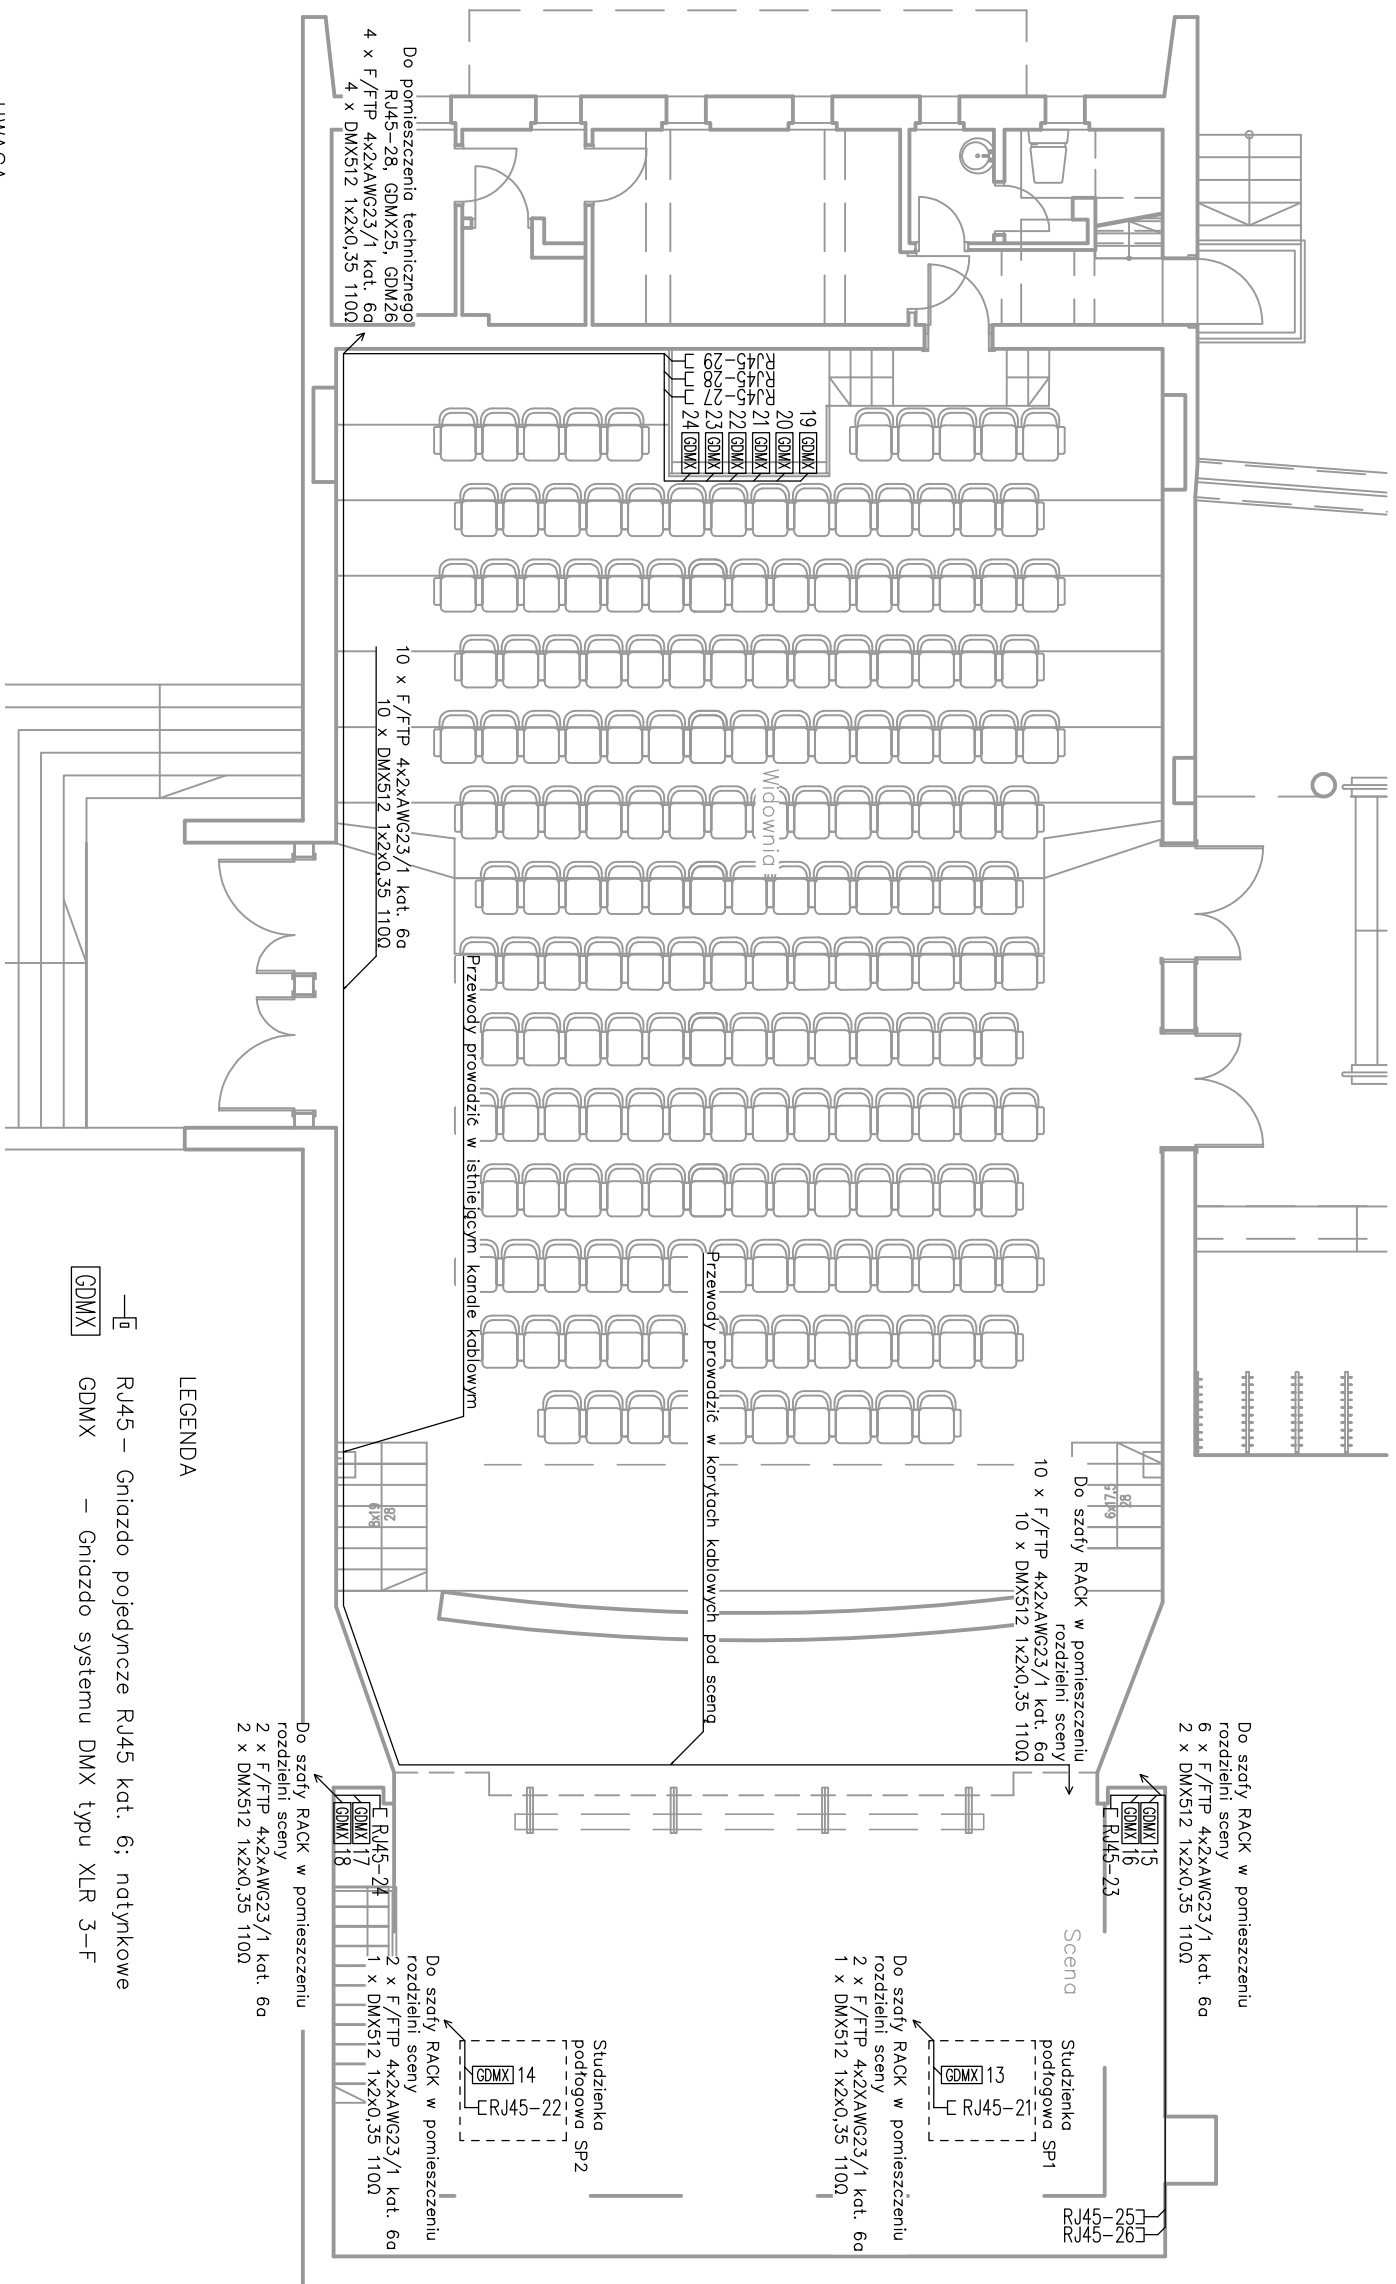 Do pomieszczenia technicznego
RJ45-28, GDMX25, GDM26
4 x F/FTP 4x2xAWG23/1 kat. 6a
4 x DMX512 1x2x0,35 110Ω
RJ45-29
RJ45-28
RJ45-27
19 GDMX
20 GDMX
21 GDMX
22 GDMX
23 GDMX
24 GDMX
10 x F/FTP 4x2xAWG23/1 kat. 6a
10 x DMX512 1x2x0,35 110Ω
Widownia
Przewody prowadzić w istniejącym kanale kablowym
Przewody prowadzić w korytach kablowych pod sceną
28
6x17.5
28
8x19
Do szafy RACK w pomieszczeniu
rozdzielni sceny
10 x F/FTP 4x2xAWG23/1 kat. 6a
10 x DMX512 1x2x0,35 110Ω
Do szafy RACK w pomieszczeniu
rozdzielni sceny
6 x F/FTP 4x2xAWG23/1 kat. 6a
2 x DMX512 1x2x0,35 110Ω
GDMX 15
GDMX 16
RJ45-23
Do szafy RACK w pomieszczeniu
rozdzielni sceny
2 x F/FTP 4x2xAWG23/1 kat. 6a
2 x DMX512 1x2x0,35 110Ω
RJ45-24
GDMX 17
GDMX 18
Scena
Do szafy RACK w pomieszczeniu
rozdzielni sceny
2 x F/FTP 4x2XAWG23/1 kat. 6a
1 x DMX512 1x2x0,35 110Ω
Studzienka
podłogowa SP1
GDMX 13
RJ45-21
Do szafy RACK w pomieszczeniu
rozdzielni sceny
2 x F/FTP 4x2xAWG23/1 kat. 6a
1 x DMX512 1x2x0,35 110Ω
Studzienka
podłogowa SP2
GDMX 14
RJ45-22
RJ45-25
RJ45-26
LEGENDA
RJ45- Gniazdo pojedyncze RJ45 kat. 6; natynkowe
GDMX GDMX - Gniazdo systemu DMX typu XLR 3-F